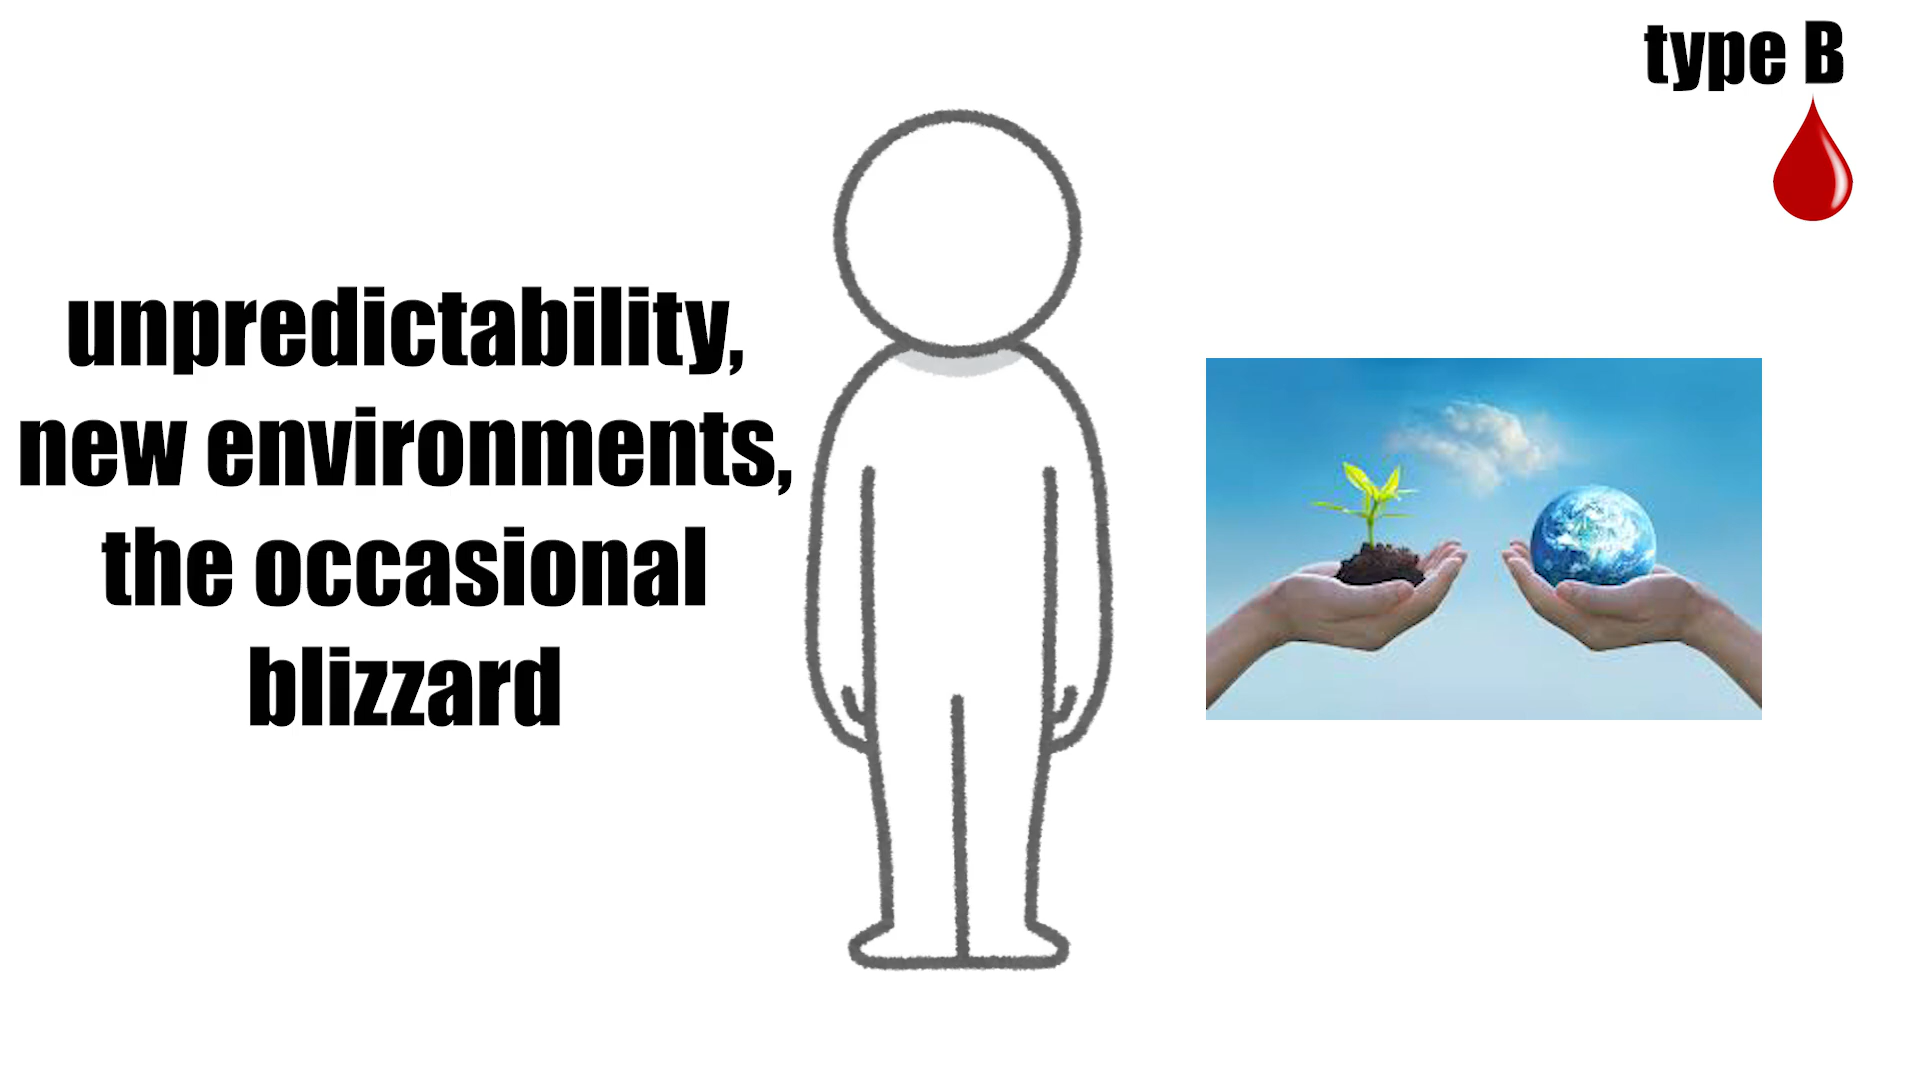 type B
unpredictability,
new environments,
the occasional
blizzard